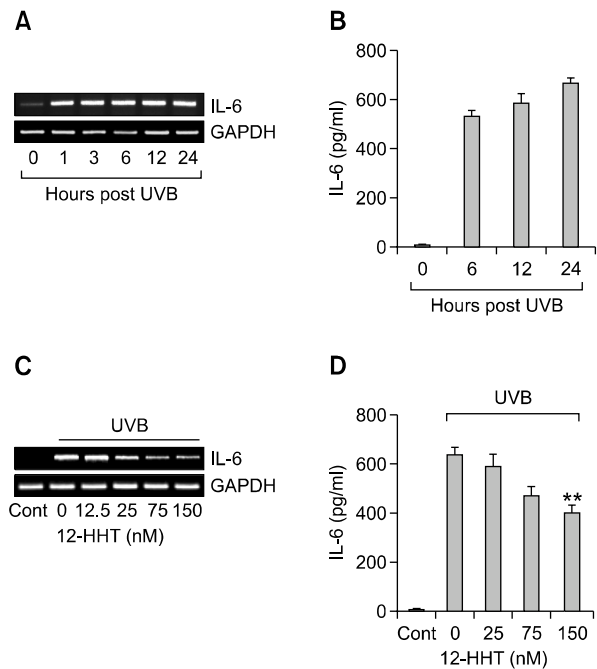 A
IL-6
GAPDH
0 1 3 6 12 24
Hours post UVB
B
800
600
400
200
0
IL-6 (pg/ml)
0 6 12 24
Hours post UVB
C
UVB
IL-6
GAPDH
Cont 0 12.5 25 75 150
12-HHT (nM)
D
UVB
800
600
400
200
0
IL-6 (pg/ml)
**
Cont 0 25 75 150
12-HHT (nM)